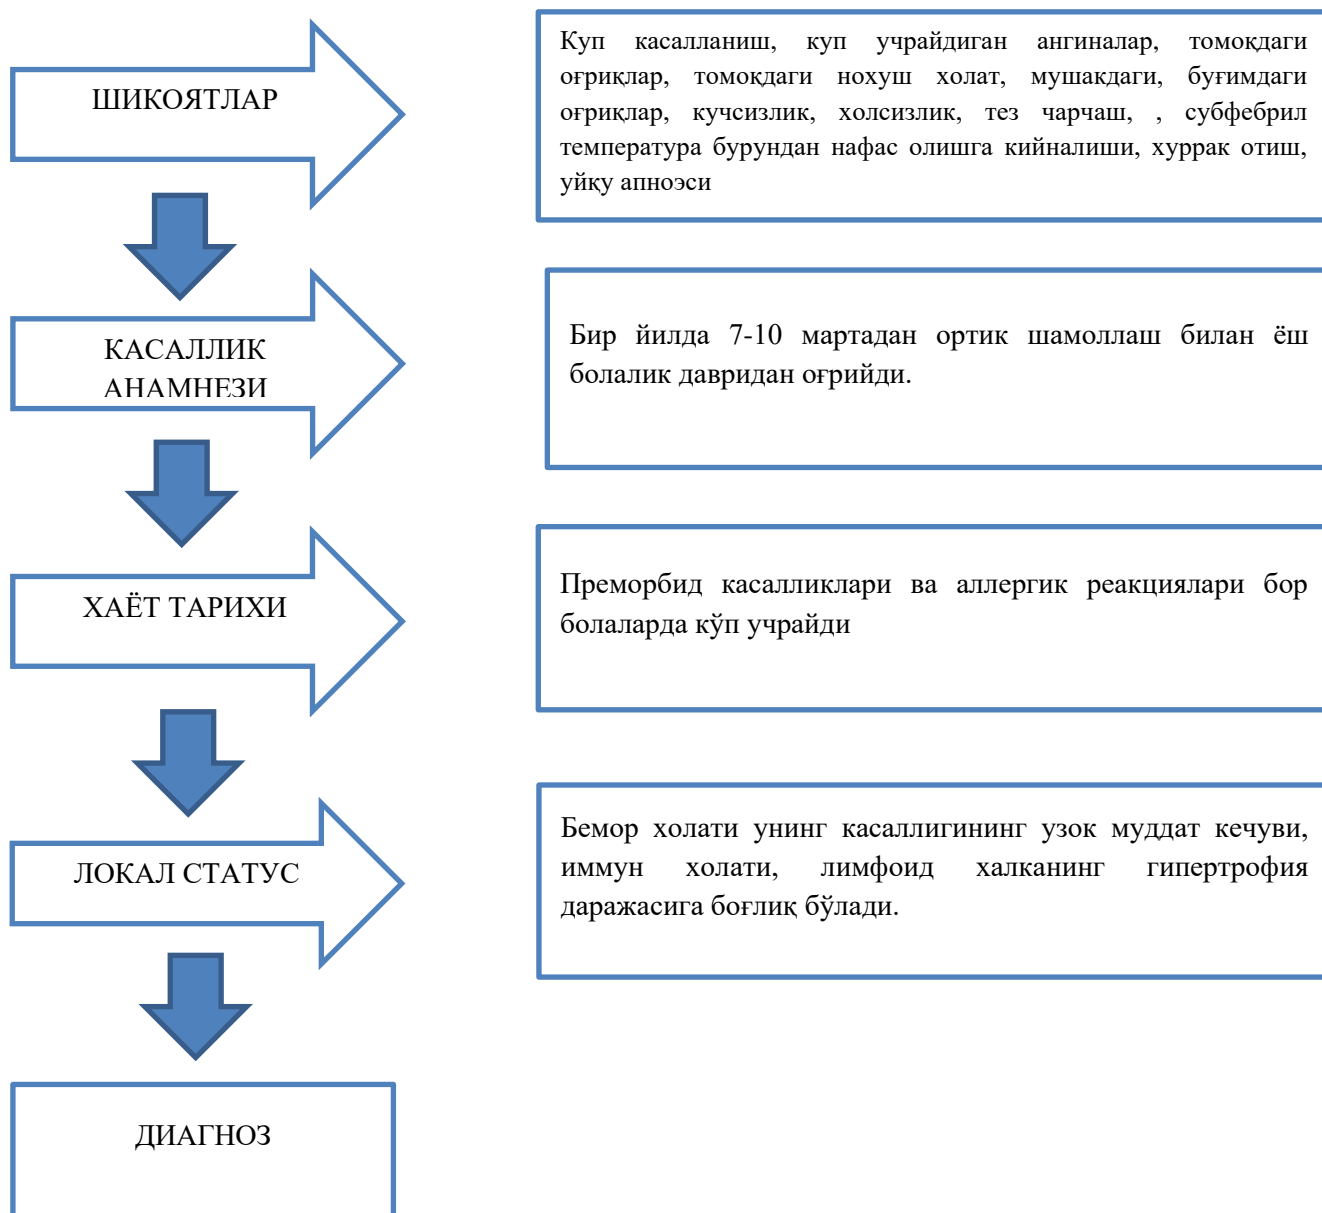 ШИКОЯТЛАР
Куп касалланиш, куп учрайдиган ангиналар, томоқдаги
оғриқлар, томоқдаги нохуш холат, мушакдаги, буғимдаги
оғриқлар, кучсизлик, холсизлик, тез чарчаш, , субфебрил
температура бурундан нафас олишга кийналиши, хуррак отиш,
уйқу апноэси
КАСАЛЛИК
АНАМНЕЗИ
Бир йилда 7-10 мартадан ортик шамоллаш билан ёш
болалик давридан оғрийди.
ХАЁТ ТАРИХИ
Преморбид касалликлари ва аллергик реакциялари бор
болаларда кўп учрайди
ЛОКАЛ СТАТУС
Бемор холати унинг касаллигининг узок муддат кечуви,
иммун холати, лимфоид халканинг гипертрофия
даражасига боғлиқ бўлади.
ДИАГНОЗ